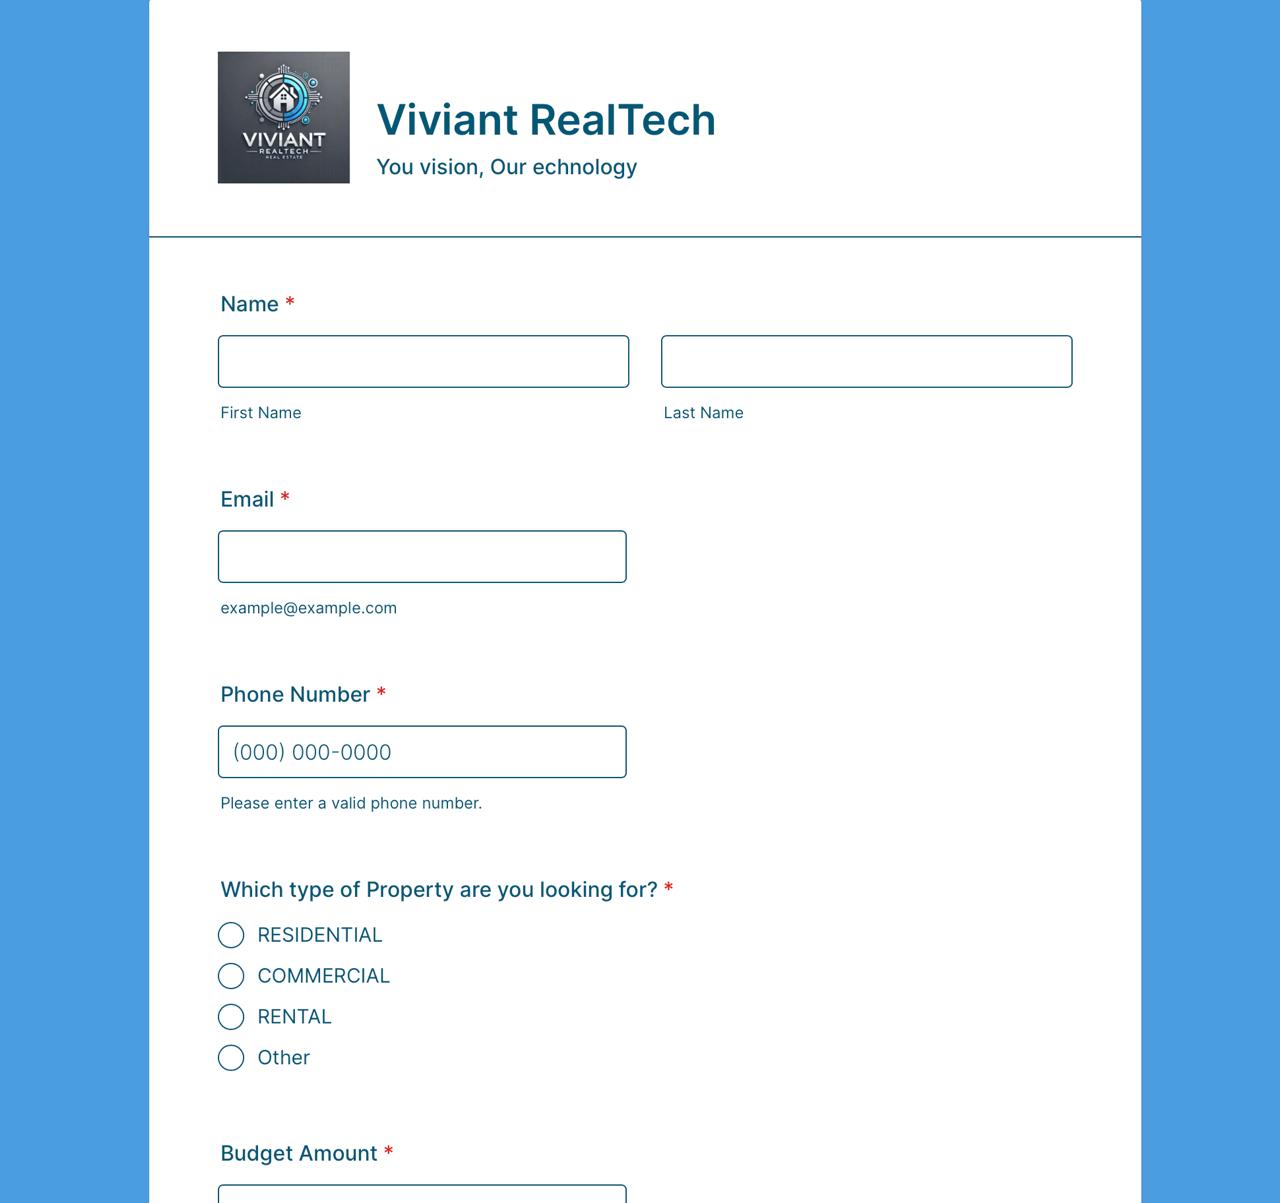 VIVIANT
REALTECH
REAL ESTATE
Viviant RealTech
You vision, Our echnology
Name *
First Name
Last Name
Email *
example@example.com
Phone Number *
(000) 000-0000
Please enter a valid phone number.
Which type of Property are you looking for? *
RESIDENTIAL
COMMERCIAL
RENTAL
Other
Budget Amount *